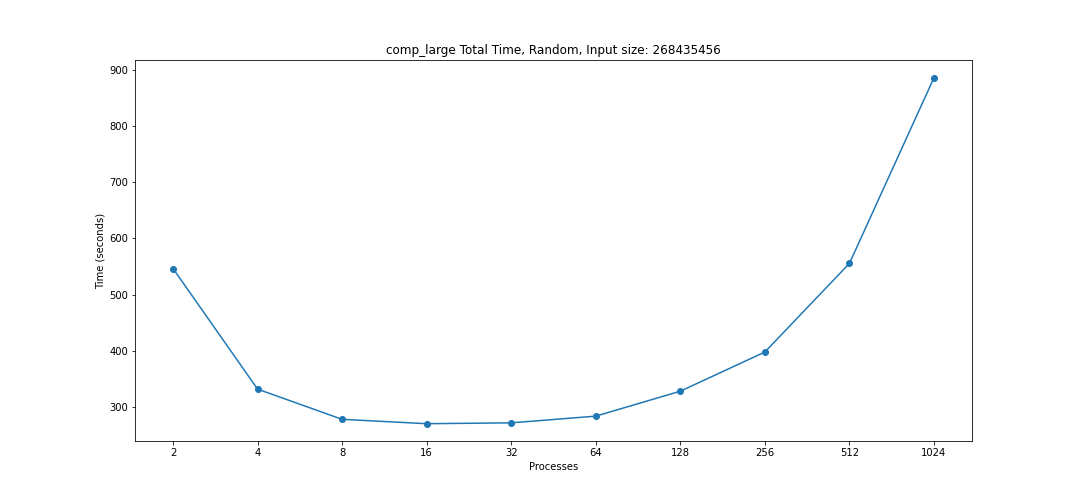 comp_large Total Time, Random, Input size: 268435456
900
800
700
600
500
400
300
Time (seconds)
2 4 8 16 32 64 128 256 512 1024
Processes